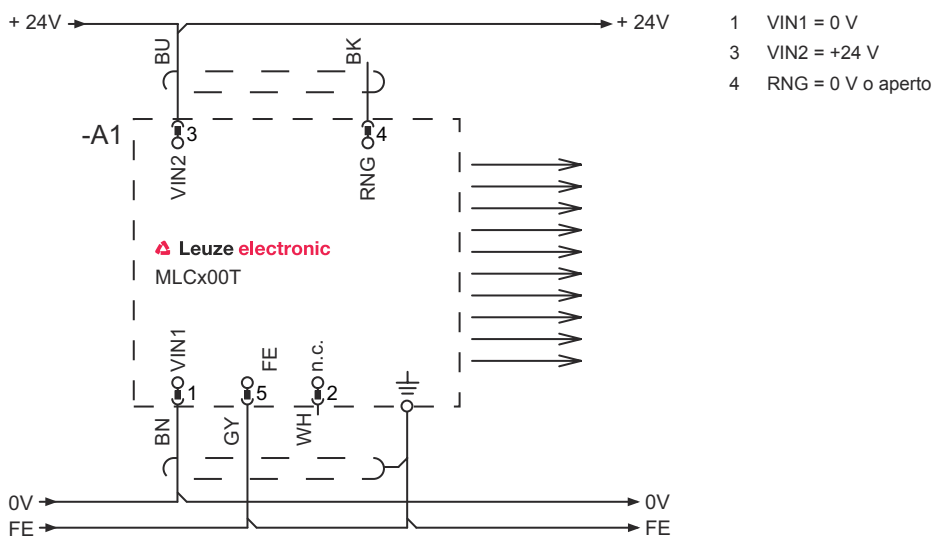 + 24V
+ 24V
1 VIN1 = 0 V
3 VIN2 = +24 V
4 RNG = 0 V o aperto
BU
BK
-A1
3
4
VIN2
RNG
Leuze electronic
MLCx00T
VIN1
FE
n.c.
1
5
2
BN
GY
WH
0V
0V
FE
FE